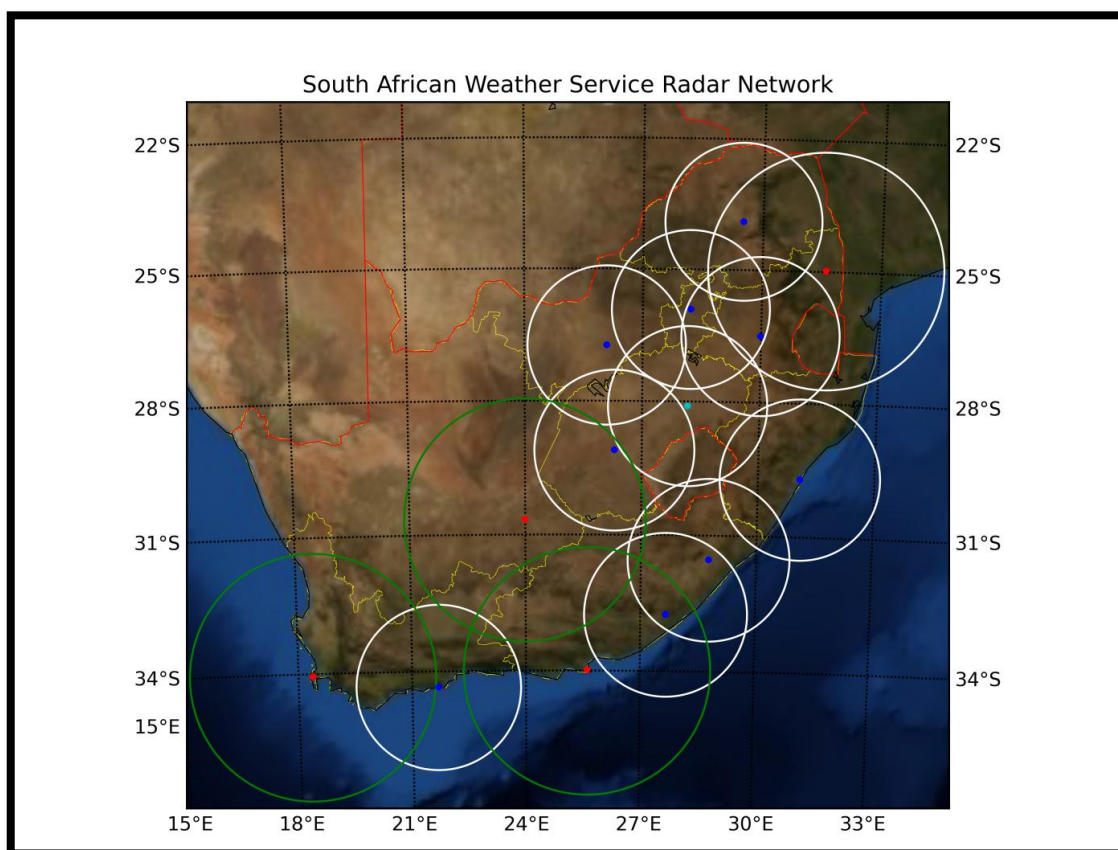 South African Weather Service Radar Network
22°S 22°S
25°S 25°S
28°S 28°S
31°S 31°S
34°S 34°S
15°E
15°E 18°E 21°E 24°E 27°E 30°E 33°E